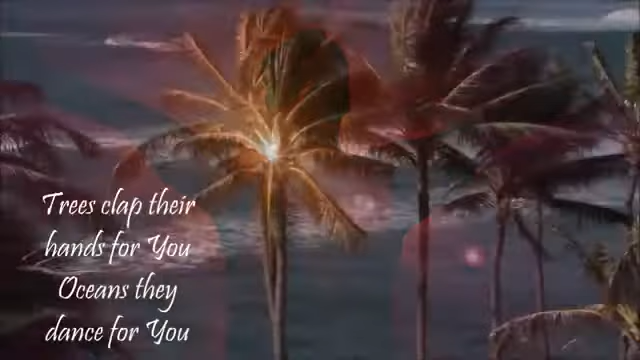 Trees clap their
hands for You
Oceans they
dance for You